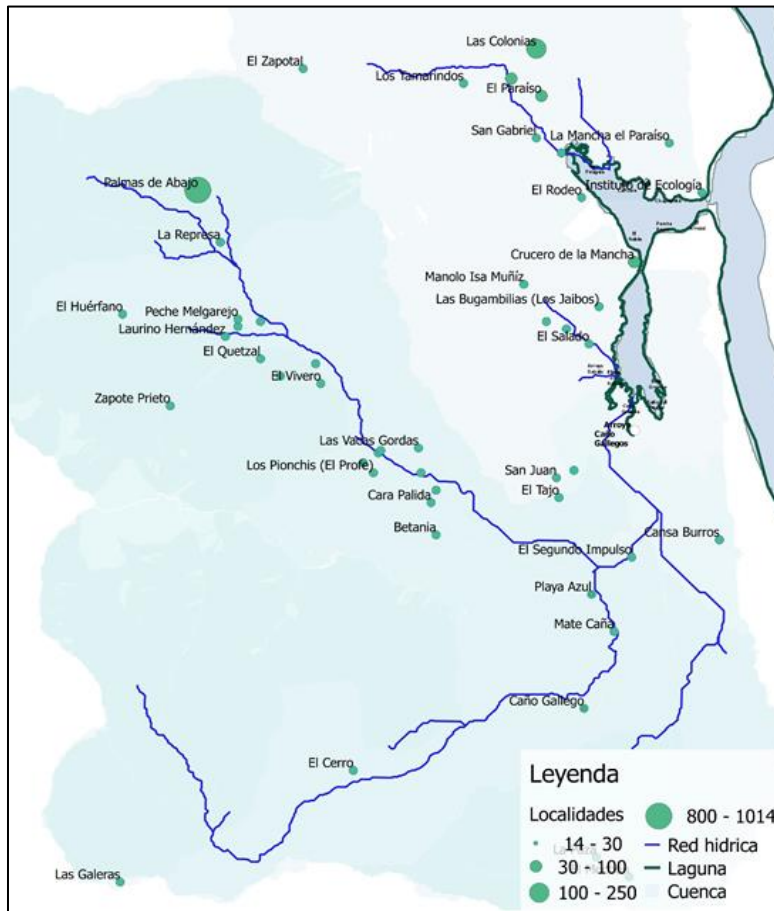 Las Colonias
El Zapotal
Los Tamarindos
El Paraíso
San Gabriel
La Mancha el Paraíso
Palmas de Abajo
El Rodeo
Instituto de Ecología
La Represa
Crucero de la Mancha
Manolo Isa Muñíz
Las Bugambilias (Los Jaibos)
El Huérfano
Peche Melgarejo
Laurino Hernández
El Salado
El Quetzal
El Vivero
Zapote Prieto
Arroyo
Caño
Gallegos
Las Vacas Gordas
Los Pionchis (El Profe)
San Juan
El Tajo
Cara Palida
Betania
Cansa Burros
El Segundo Impulso
Playa Azul
Mate Caña
Caño Gallego
El Cerro
Las Galeras
Leyenda
Localidades
14 - 30
30 - 100
100 - 250
800 - 1014
Red hidrica
Laguna
Cuenca